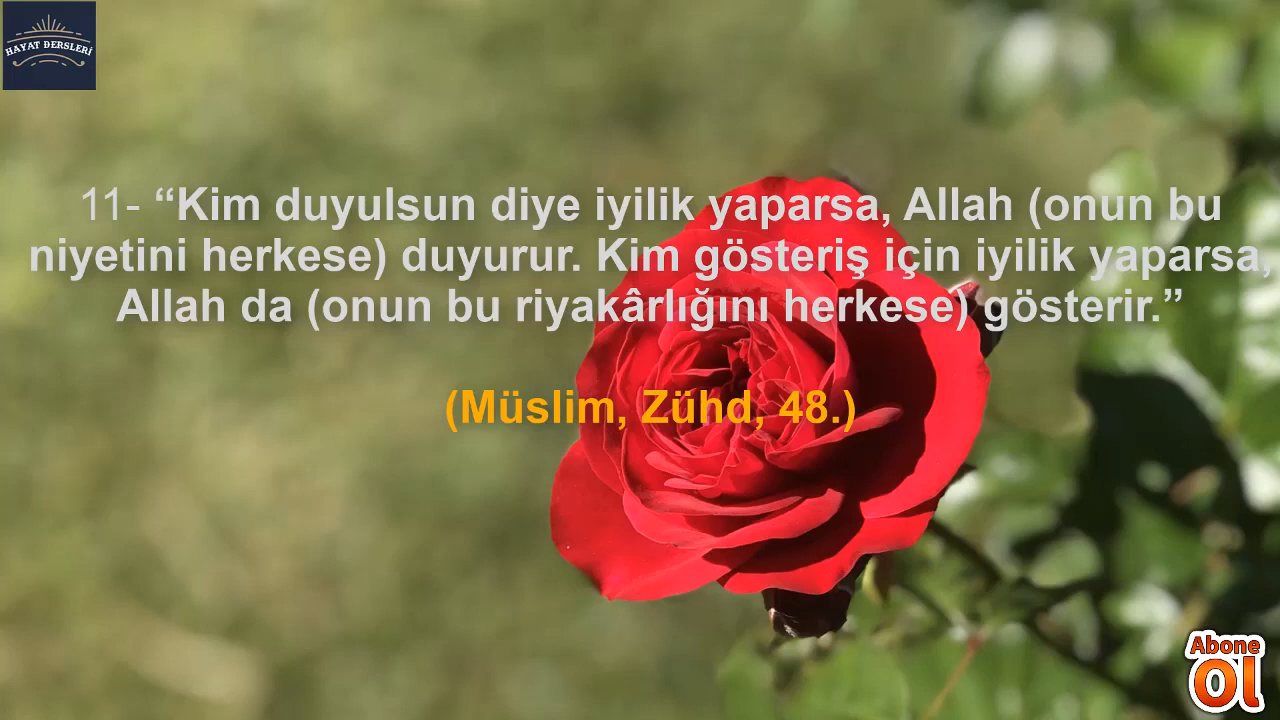 HAYAT DERSLERİ
11- “Kim duyulsun diye iyilik yaparsa, Allah (onun bu
niyetini herkese) duyurur. Kim gösteriş için iyilik yaparsa,
Allah da (onun bu riyakârlığını herkese) gösterir.”
(Müslim, Zühd, 48.)
Abone
Ol